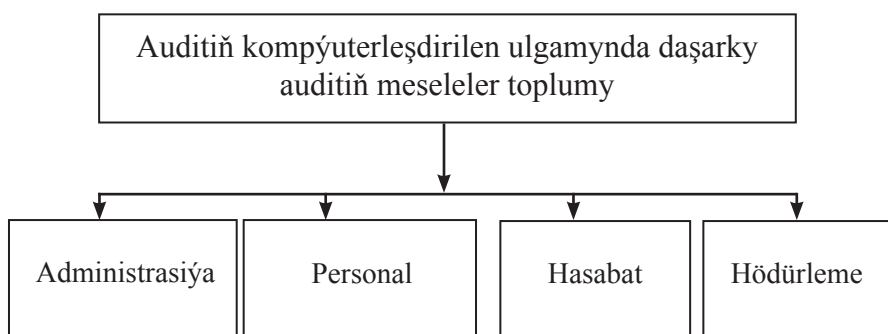 Auditiň kompýuterleşdirilen ulgamynda daşarky
auditiň meseleler toplumy
Administrasiýa
Personal
Hasabat
Hödürleme